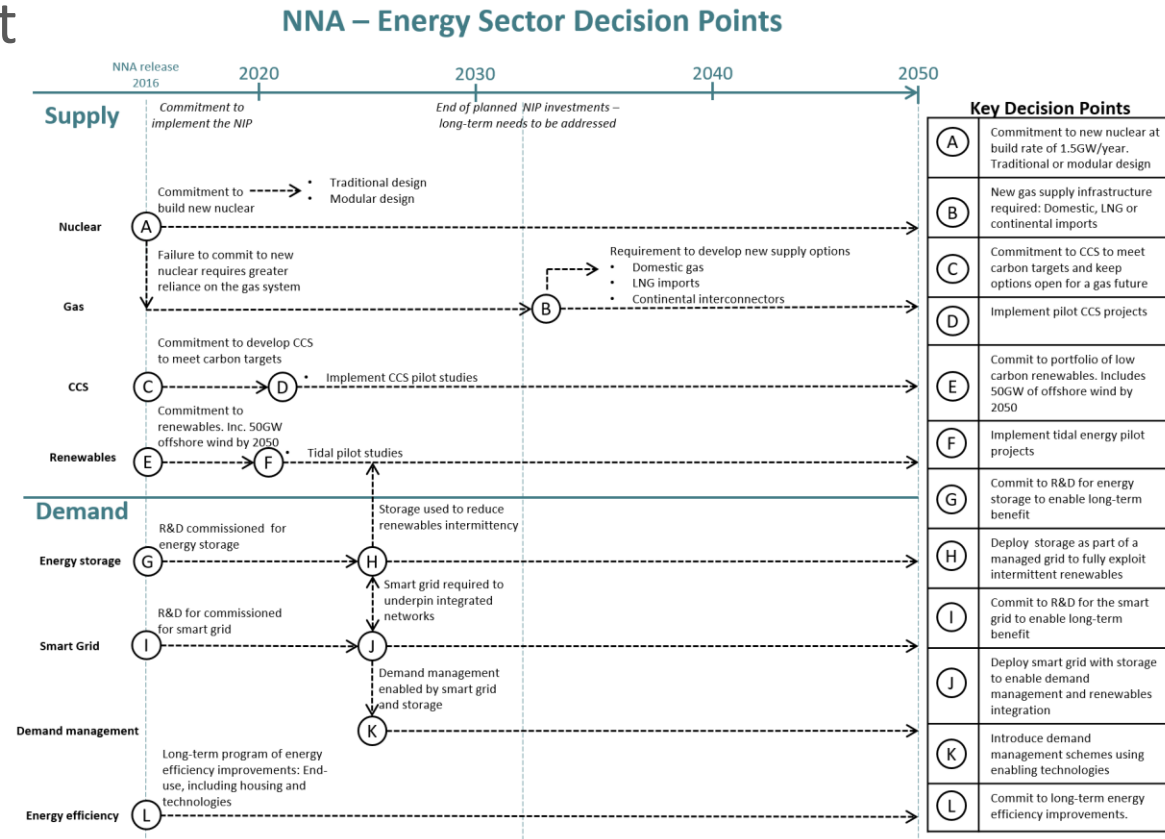 t
NNA – Energy Sector Decision Points
NNA release
2016
2020
2030
2040
2050
Supply
Commitment to
implement the NIP
End of planned NIP investments –
long-term needs to be addressed
Commitment to
build new nuclear
• Traditional design
• Modular design
Nuclear
A
Failure to commit to new
nuclear requires greater
reliance on the gas system
Requirement to develop new supply options
• Domestic gas
• LNG imports
• Continental interconnectors
Gas
B
Commitment to develop CCS
to meet carbon targets
CCS
C
D
• Implement CCS pilot studies
Commitment to
renewables. Inc. 50GW
offshore wind by 2050
Renewables
E
F
• Tidal pilot studies
Demand
Storage used to reduce
renewables intermittency
R&D commissioned for
energy storage
Energy storage
G
H
Smart grid required to
underpin integrated
networks
R&D for commissioned
for smart grid
Smart Grid
I
J
Demand management
enabled by smart grid
and storage
Demand management
K
Long-term program of energy
efficiency improvements: End-
use, including housing and
technologies
Energy efficiency
L
Key Decision Points
A
Commitment to new nuclear at
build rate of 1.5GW/year.
Traditional or modular design
B
New gas supply infrastructure
required: Domestic, LNG or
continental imports
C
Commitment to CCS to meet
carbon targets and keep
options open for a gas future
D
Implement pilot CCS projects
E
Commit to portfolio of low
carbon renewables. Includes
50GW of offshore wind by
2050
F
Implement tidal energy pilot
projects
G
Commit to R&D for energy
storage to enable long-term
benefit
H
Deploy storage as part of a
managed grid to fully exploit
intermittent renewables
I
Commit to R&D for the smart
grid to enable long-term
benefit
J
Deploy smart grid with storage
to enable demand
management and renewables
integration
K
Introduce demand
management schemes using
enabling technologies
L
Commit to long-term energy
efficiency improvements.